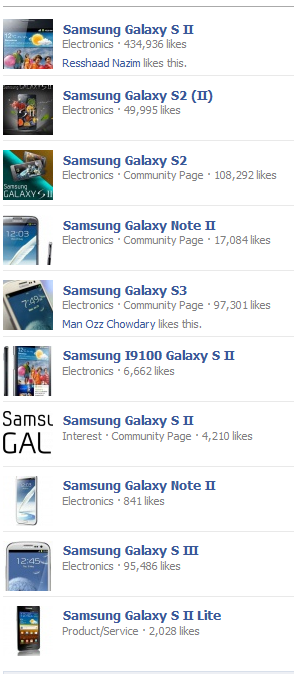 Samsung Galaxy S II
Electronics · 434,936 likes
Resshaad Nazim likes this.
Samsung Galaxy S2 (II)
Electronics · 49,995 likes
Samsung Galaxy S2
Electronics · Community Page · 108,292 likes
SAMSUNG
GALAXY S II
Samsung Galaxy Note II
Electronics · Community Page · 17,084 likes
12:03
Samsung Galaxy S3
Electronics · Community Page · 97,301 likes
7:49
Man Ozz Chowdary likes this.
Samsung I9100 Galaxy S II
Electronics · 6,662 likes
Samsu
GAL
Samsung Galaxy S II
Interest · Community Page · 4,210 likes
Samsung Galaxy Note II
Electronics · 841 likes
Samsung Galaxy S III
Electronics · 95,486 likes
12:45
Samsung Galaxy S II Lite
Product/Service · 2,028 likes